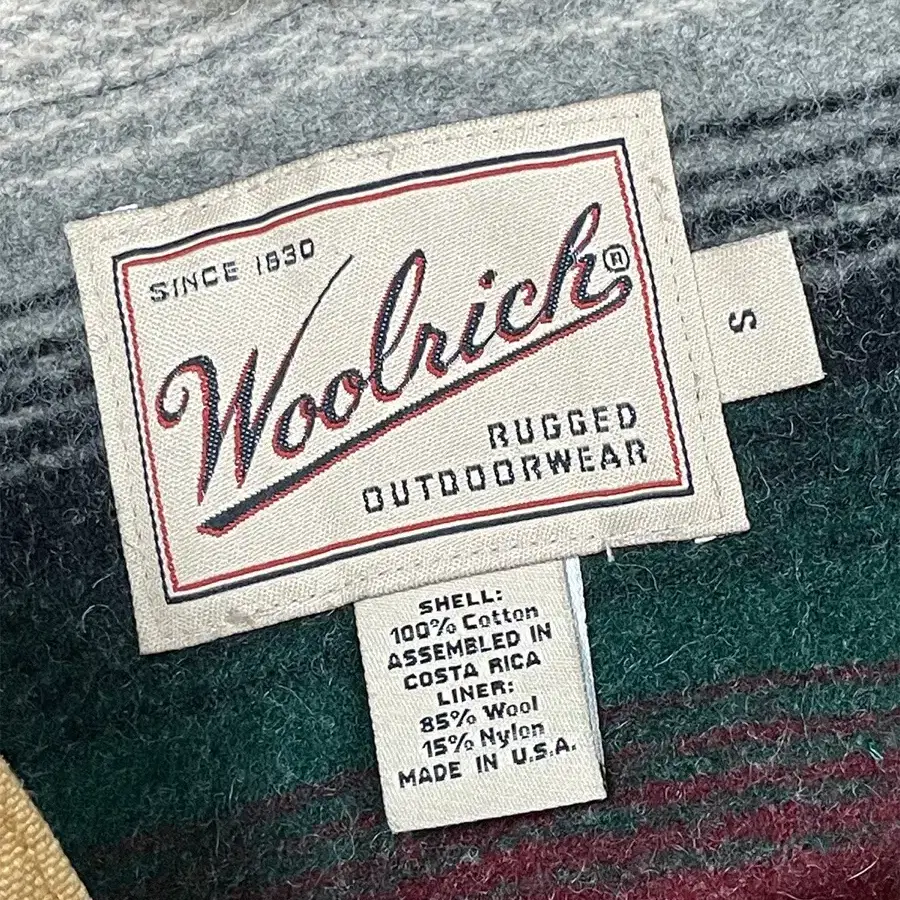 SINCE 1830
Woolrich®
RUGGED
OUTDOORWEAR
S
SHELL:
100% Cotton
ASSEMBLED IN
COSTA RICA
LINER:
85% Wool
15% Nylon
MADE IN U.S.A.